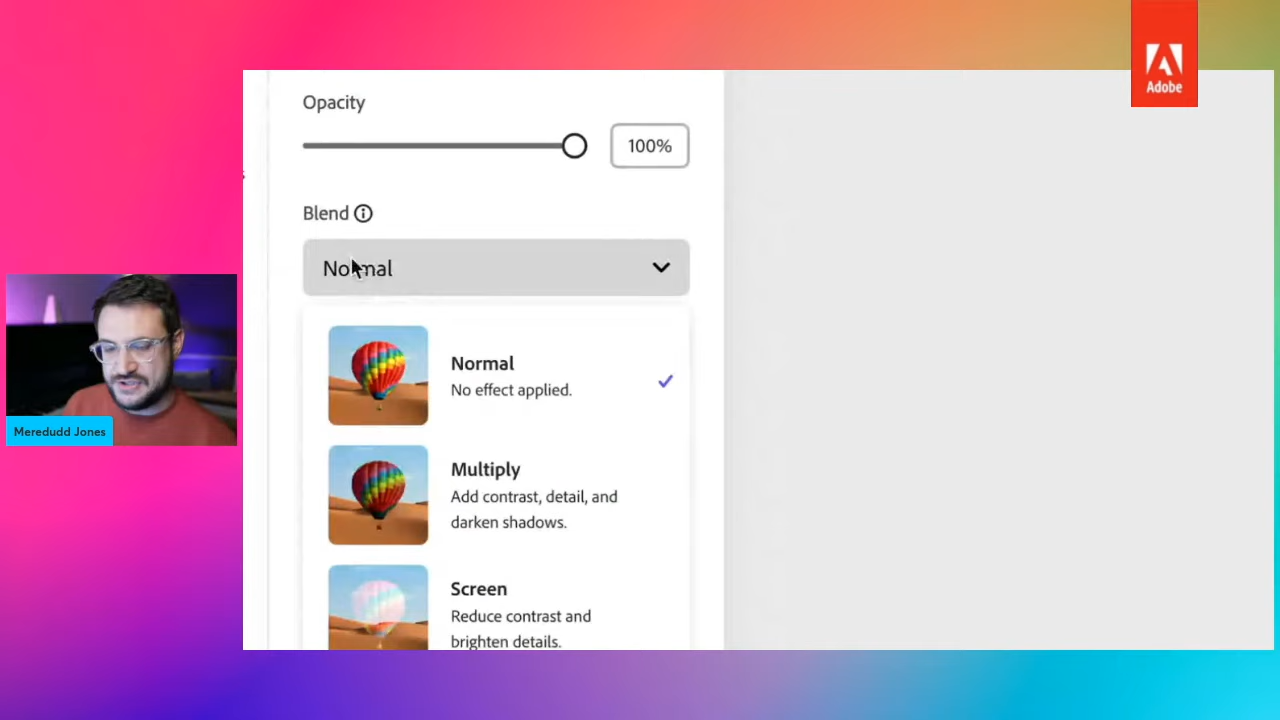 Adobe
Opacity
100%
Blend
Normal
Normal
No effect applied.
Multiply
Add contrast, detail, and
darken shadows.
Screen
Reduce contrast and
brighten details.
Meredudd Jones